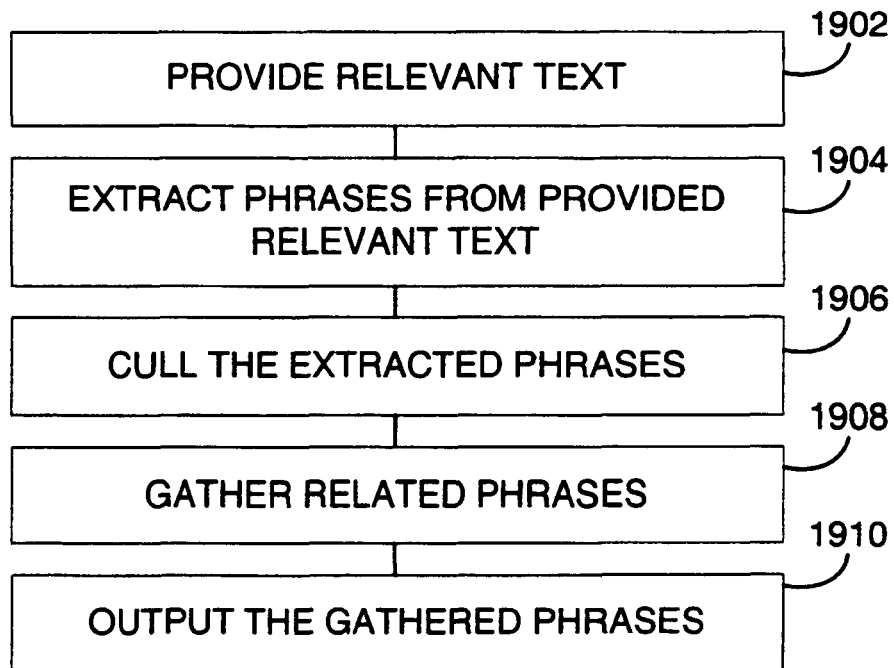 1902
PROVIDE RELEVANT TEXT
1904
EXTRACT PHRASES FROM PROVIDED
RELEVANT TEXT
1906
CULL THE EXTRACTED PHRASES
1908
GATHER RELATED PHRASES
1910
OUTPUT THE GATHERED PHRASES